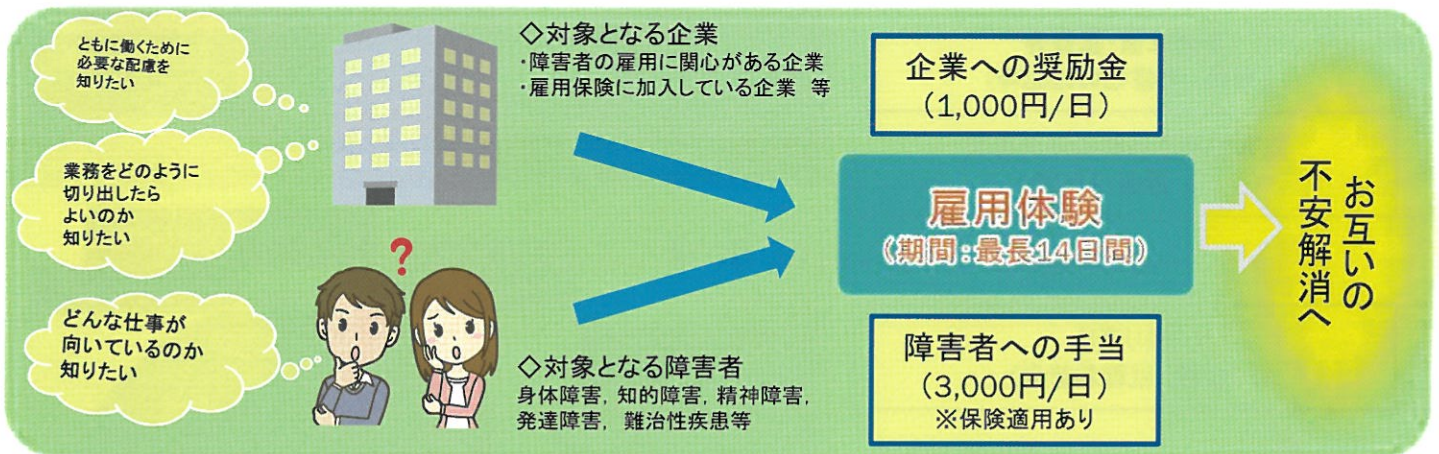 ともに働くために
必要な配慮を
知りたい
業務をどのように
切り出したら
よいのか
知りたい
どんな仕事が
向いているのか
知りたい
?
◇対象となる企業
・障害者の雇用に関心がある企業
・雇用保険に加入している企業 等
◇対象となる障害者
身体障害, 知的障害, 精神障害,
発達障害, 難治性疾患等
企業への奨励金
(1,000円/日)
雇用体験
(期間:最長14日間)
障害者への手当
(3,000円/日)
※保険適用あり
お互いの
不安解消へ